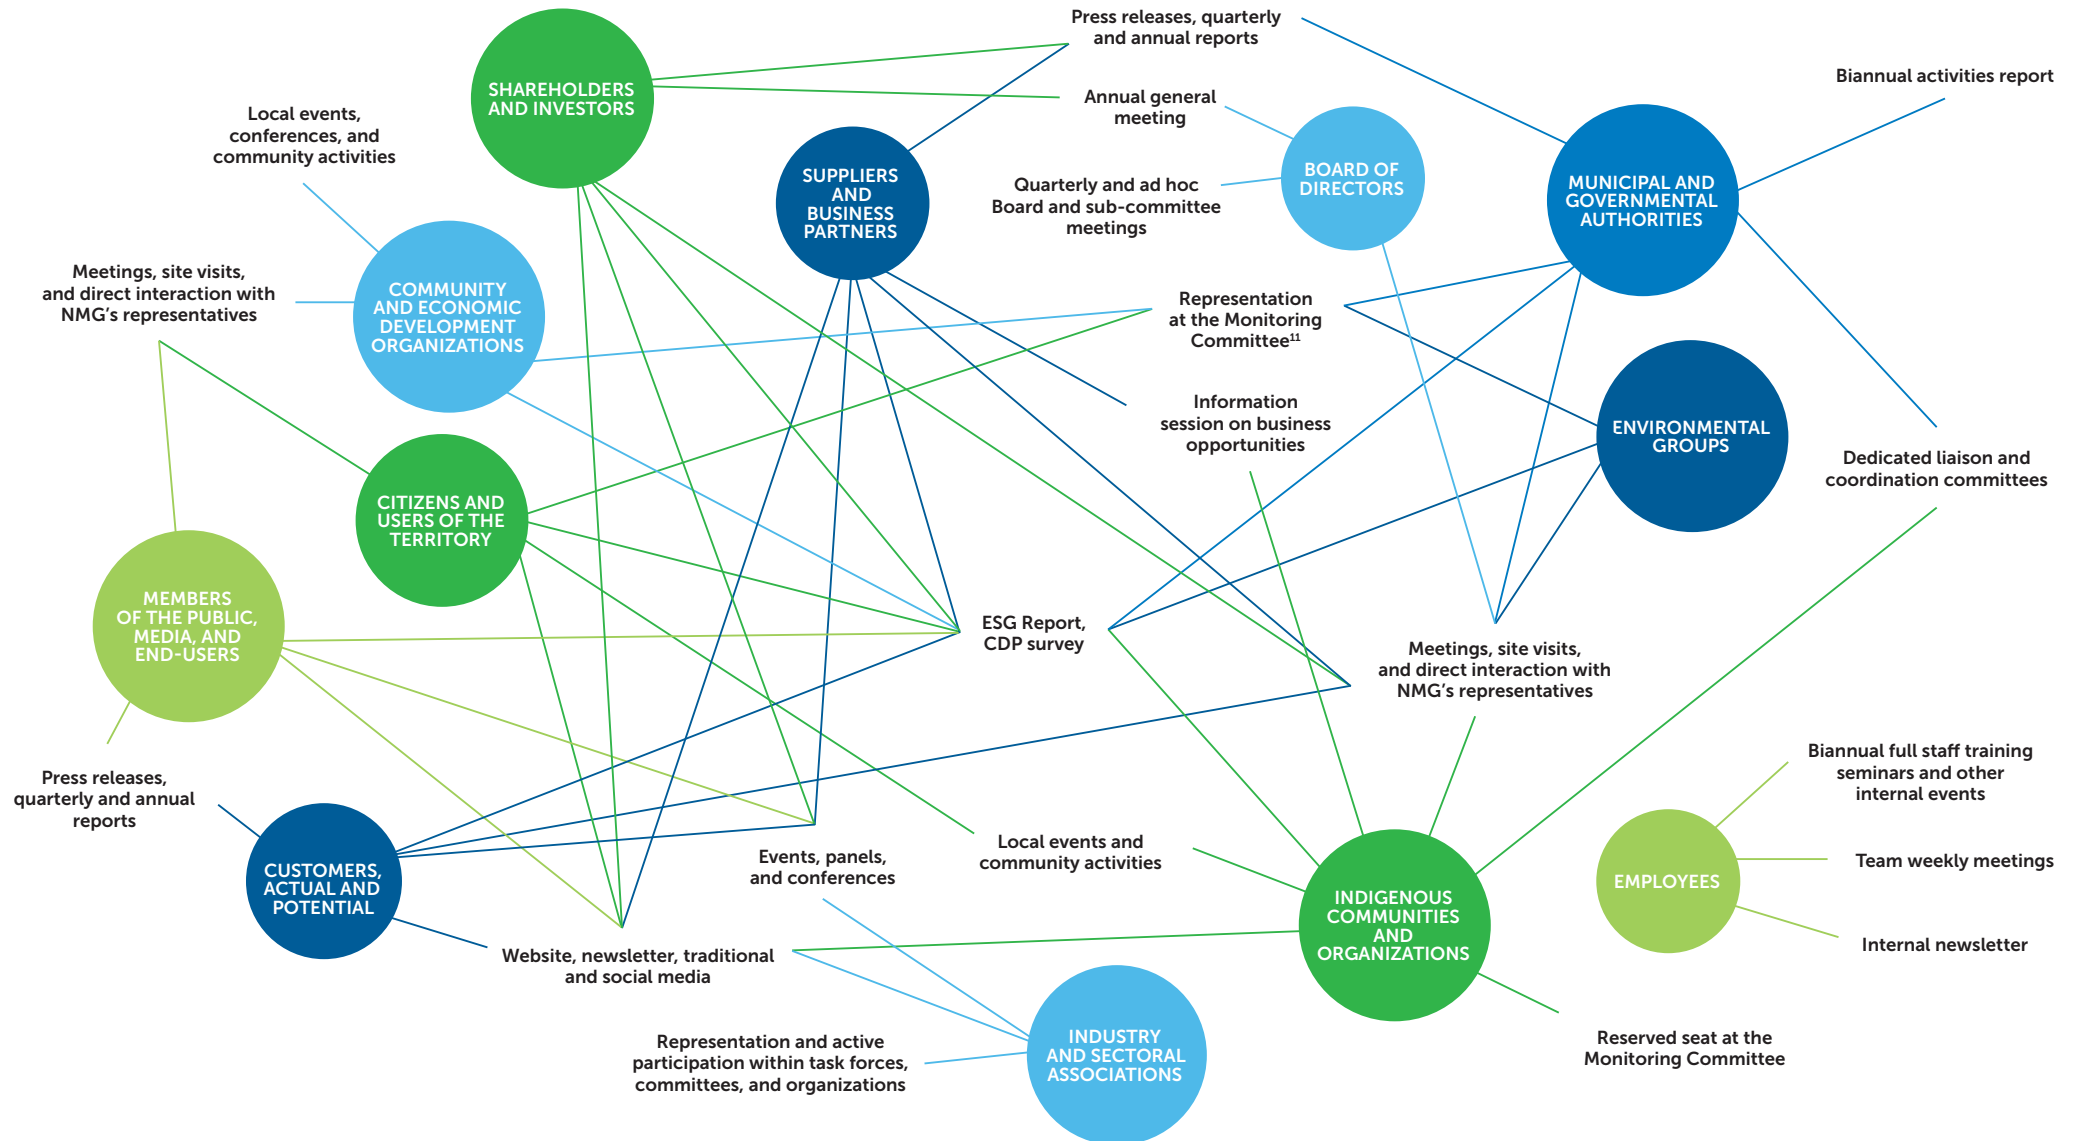 Press releases, quarterly
and annual reports
Biannual activities report
SHAREHOLDERS
AND INVESTORS
Annual general
meeting
Local events,
conferences, and
community activities
SUPPLIERS
AND
BUSINESS
PARTNERS
BOARD OF
DIRECTORS
Quarterly and ad hoc
Board and sub-committee
meetings
MUNICIPAL AND
GOVERNMENTAL
AUTHORITIES
Meetings, site visits,
and direct interaction with
NMG's representatives
COMMUNITY
AND ECONOMIC
DEVELOPMENT
ORGANIZATIONS
Representation
at the Monitoring
Committee¹¹
Information
session on business
opportunities
ENVIRONMENTAL
GROUPS
Dedicated liaison and
coordination committees
CITIZENS AND
USERS OF THE
TERRITORY
MEMBERS
OF THE PUBLIC,
MEDIA, AND
END-USERS
ESG Report,
CDP survey
Meetings, site visits,
and direct interaction with
NMG's representatives
Press releases,
quarterly and annual
reports
Biannual full staff training
seminars and other
internal events
Local events and
community activities
Events, panels,
and conferences
CUSTOMERS,
ACTUAL AND
POTENTIAL
EMPLOYEES
Team weekly meetings
INDIGENOUS
COMMUNITIES
AND
ORGANIZATIONS
Internal newsletter
Website, newsletter, traditional
and social media
Representation and active
participation within task forces,
committees, and organizations
INDUSTRY
AND SECTORAL
ASSOCIATIONS
Reserved seat at the
Monitoring Committee